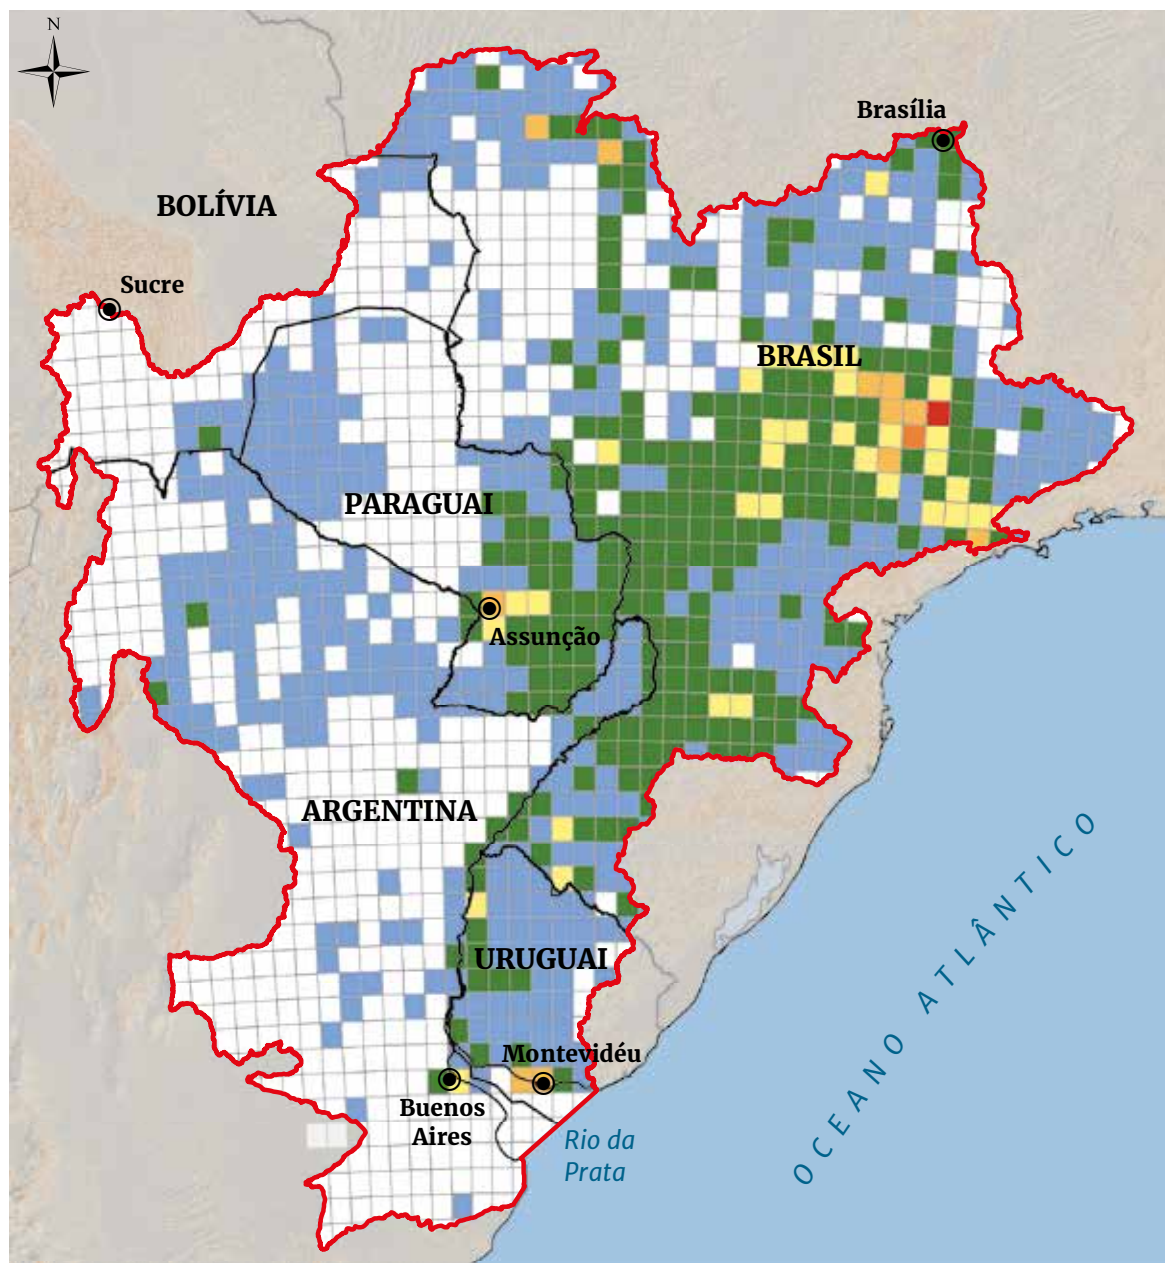 N
Brasília
BOLÍVIA
Sucre
BRASIL
PARAGUAI
Assunção
ARGENTINA
URUGUAI
Montevidéu
Buenos
Aires
Rio da
Prata
OCEANO ATLÂNTICO